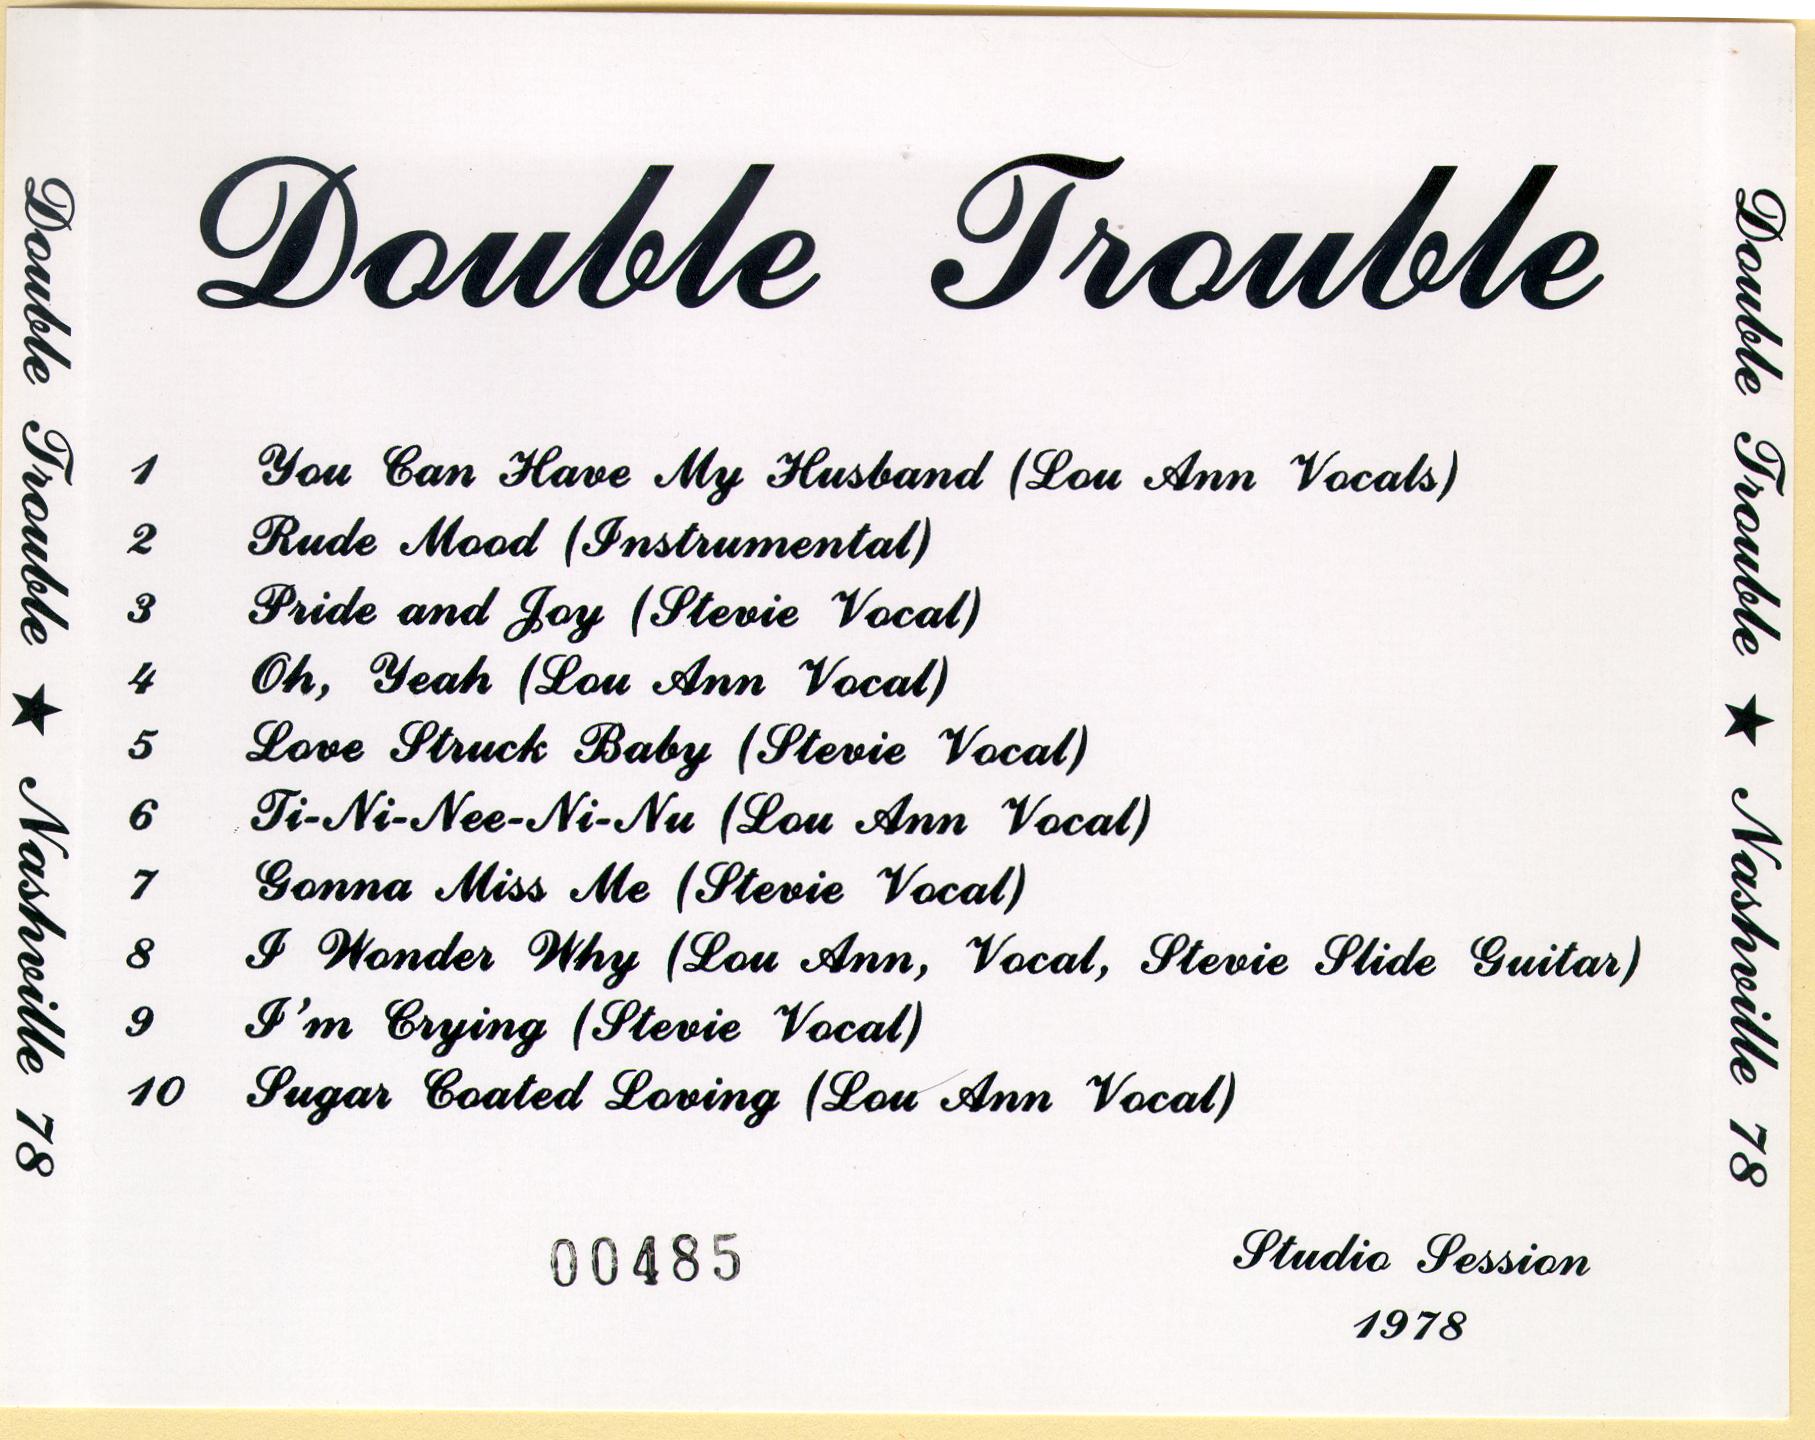 Double Trouble
1 You Can Have My Husband (Lou Ann Vocals)
2 Rude Mood (Instrumental)
3 Pride and Joy (Stevie Vocal)
4 Oh, Yeah (Lou Ann Vocal)
5 Love Struck Baby (Stevie Vocal)
6 Ti-Ni-Nee-Ni-Nu (Lou Ann Vocal)
7 Gonna Miss Me (Stevie Vocal)
8 I Wonder Why (Lou Ann, Vocal, Stevie Slide Guitar)
9 I'm Crying (Stevie Vocal)
10 Sugar Coated Loving (Lou Ann Vocal)
00485
Studio Session
1978
Double Trouble ★ Nashville 78
Double Trouble ★ Nashville 78